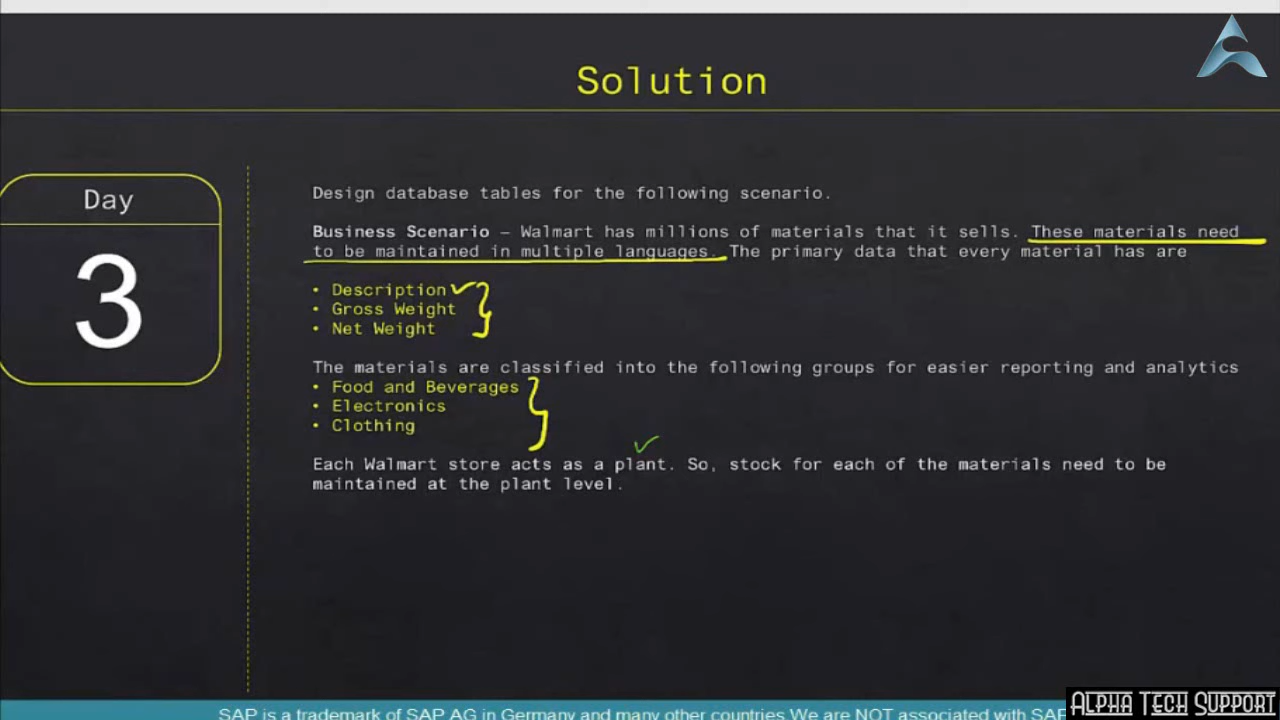 Solution
Day
3
Design database tables for the following scenario.
Business Scenario – Walmart has millions of materials that it sells. These materials need
to be maintained in multiple languages. The primary data that every material has are
• Description
• Gross Weight
• Net Weight
The materials are classified into the following groups for easier reporting and analytics
• Food and Beverages
• Electronics
• Clothing
Each Walmart store acts as a plant. So, stock for each of the materials need to be
maintained at the plant level.
SAP is a trademark of SAP AG in Germany and many other countries We are NOT associated with SAP
ALPHA TECH SUPPORT